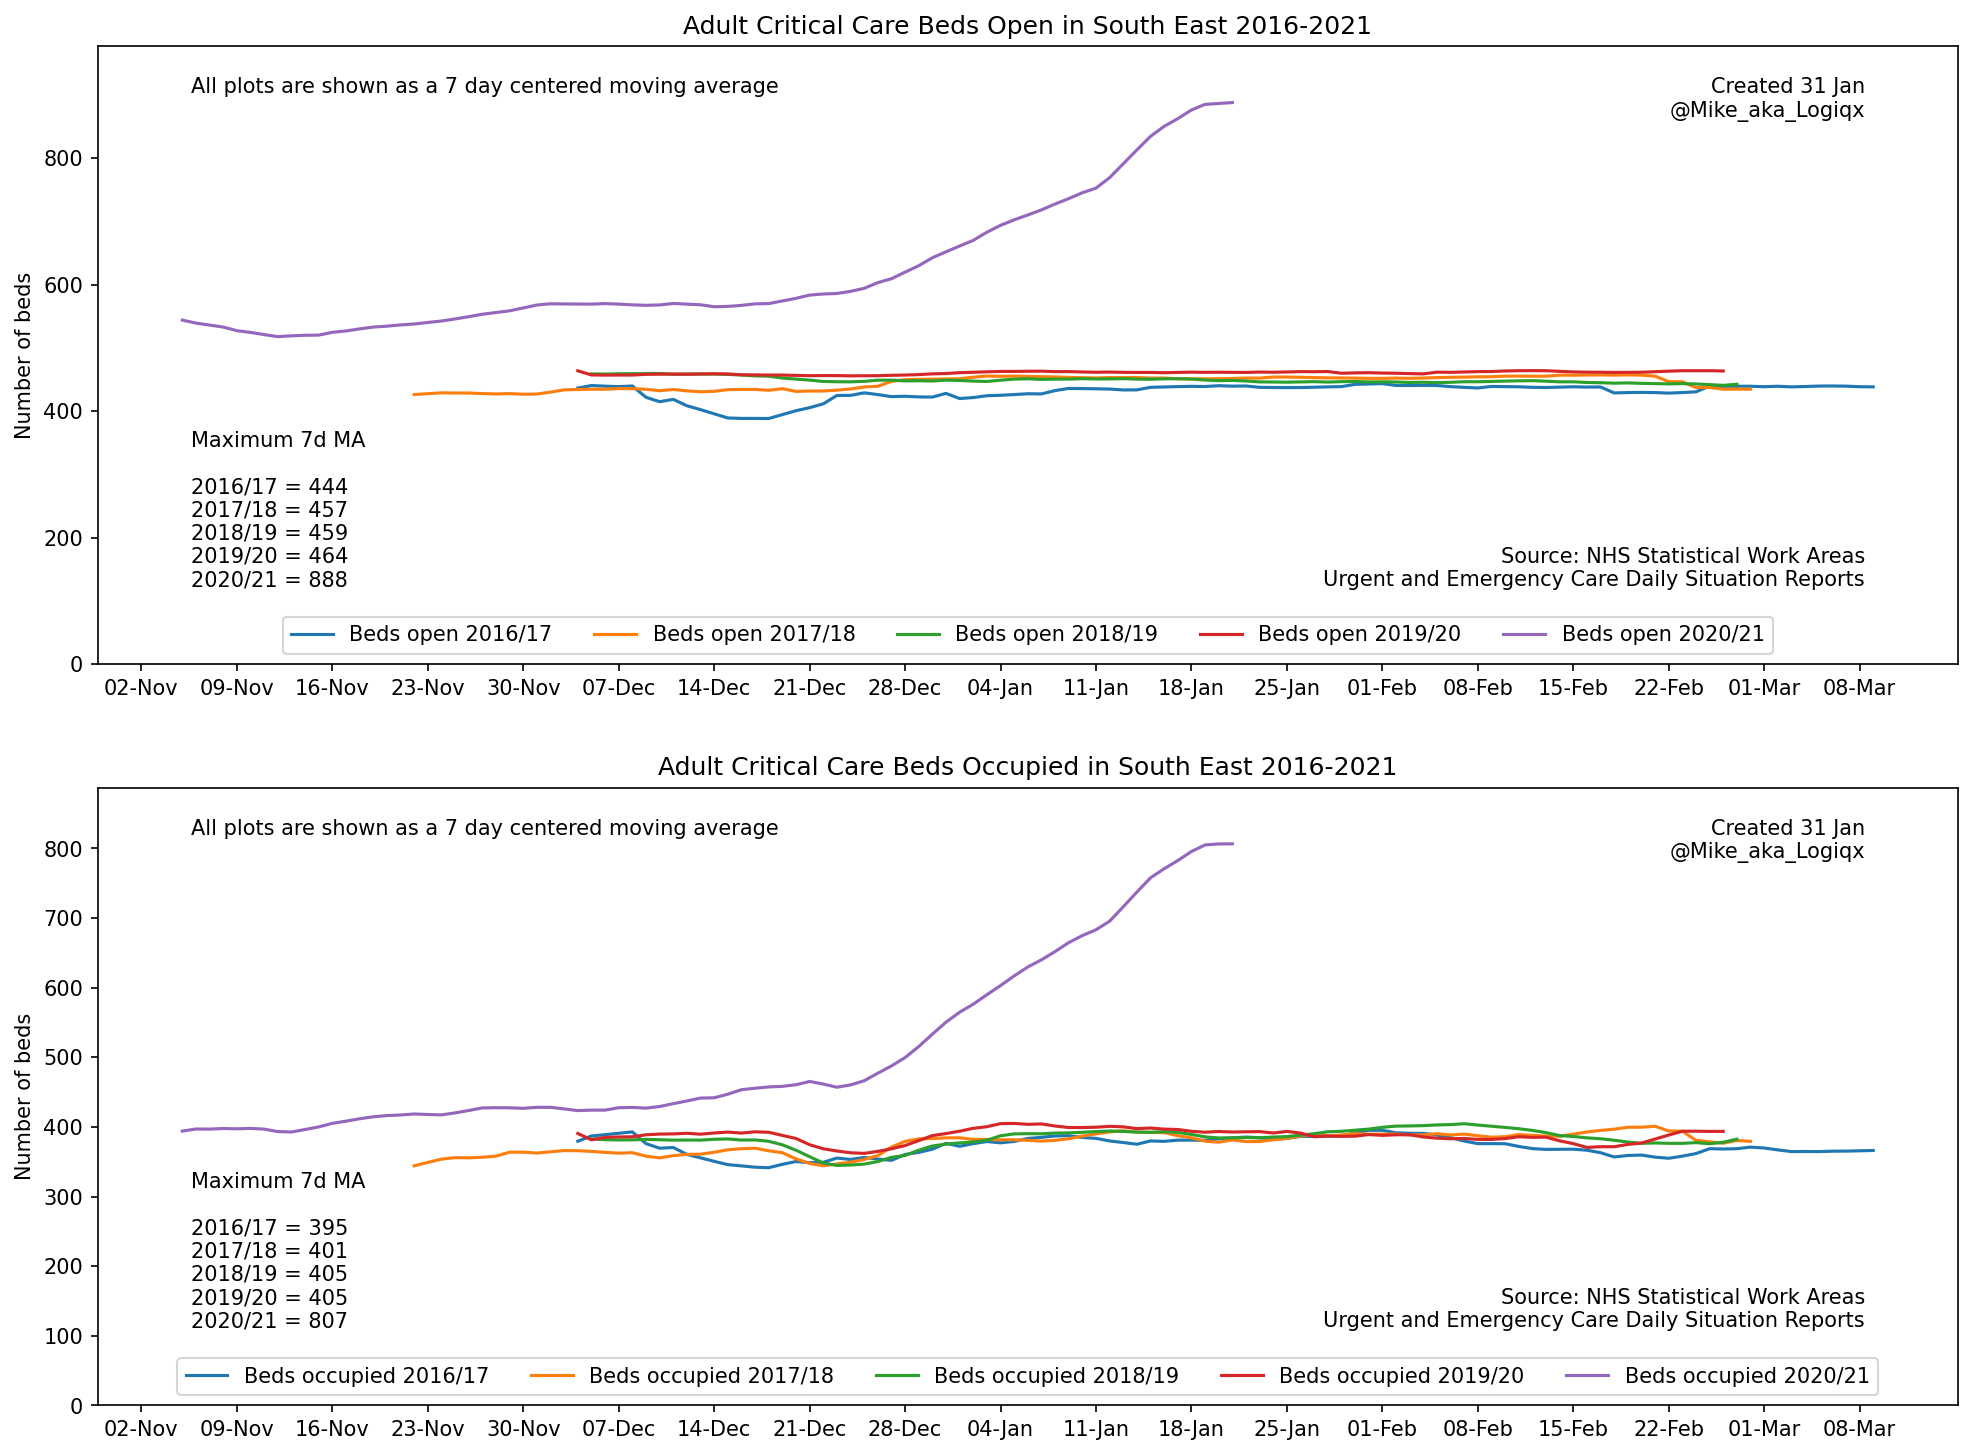 Adult Critical Care Beds Open in South East 2016-2021
All plots are shown as a 7 day centered moving average
Created 31 Jan
@Mike_aka_Logiqx
Number of beds
800
600
400
200
0
Maximum 7d MA
2016/17 = 444
2017/18 = 457
2018/19 = 459
2019/20 = 464
2020/21 = 888
Source: NHS Statistical Work Areas
Urgent and Emergency Care Daily Situation Reports
Beds open 2016/17 Beds open 2017/18 Beds open 2018/19 Beds open 2019/20 Beds open 2020/21
02-Nov 09-Nov 16-Nov 23-Nov 30-Nov 07-Dec 14-Dec 21-Dec 28-Dec 04-Jan 11-Jan 18-Jan 25-Jan 01-Feb 08-Feb 15-Feb 22-Feb 01-Mar 08-Mar
Adult Critical Care Beds Occupied in South East 2016-2021
All plots are shown as a 7 day centered moving average
Created 31 Jan
@Mike_aka_Logiqx
Number of beds
800
700
600
500
400
300
200
100
0
Maximum 7d MA
2016/17 = 395
2017/18 = 401
2018/19 = 405
2019/20 = 405
2020/21 = 807
Source: NHS Statistical Work Areas
Urgent and Emergency Care Daily Situation Reports
Beds occupied 2016/17 Beds occupied 2017/18 Beds occupied 2018/19 Beds occupied 2019/20 Beds occupied 2020/21
02-Nov 09-Nov 16-Nov 23-Nov 30-Nov 07-Dec 14-Dec 21-Dec 28-Dec 04-Jan 11-Jan 18-Jan 25-Jan 01-Feb 08-Feb 15-Feb 22-Feb 01-Mar 08-Mar